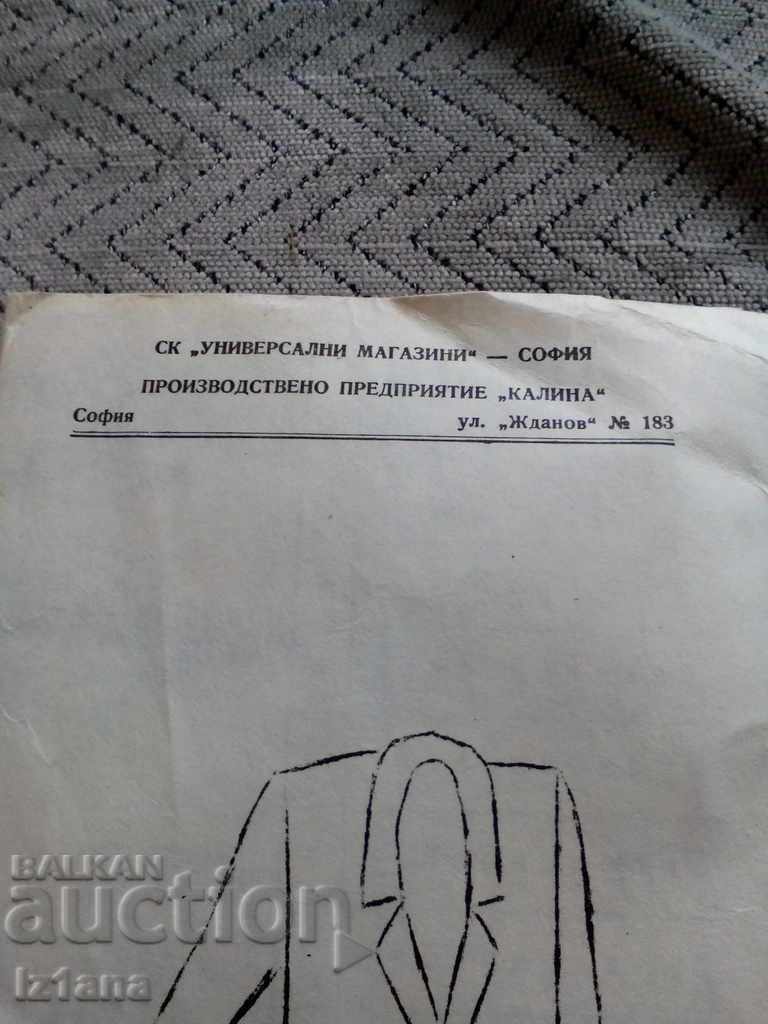 СК „УНИВЕРСАЛНИ МАГАЗИНИ“ — СОФИЯ
ПРОИЗВОДСТВЕНО ПРЕДПРИЯТИЕ „КАЛИНА“
София ул. „Жданов“ № 183
BALKAN
auction
Iz1ana